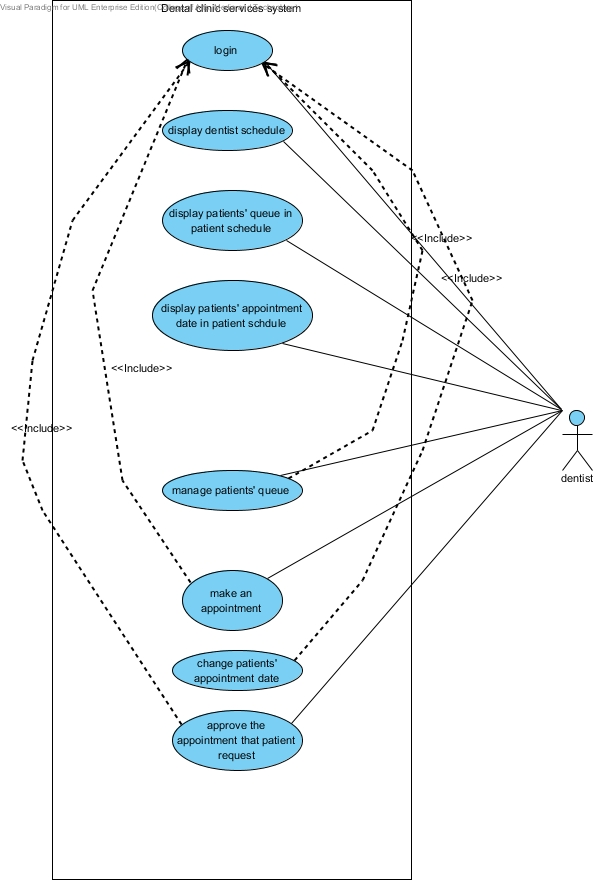 Visual Paradigm for UML Enterprise Edition
Dental clinic services system
login
display dentist schedule
display patients' queue in
patient schedule
<<Include>>
<<Include>>
display patients' appointment
date in patient schdule
<<Include>>
<<Include>>
dentist
manage patients' queue
make an
appointment
change patients'
appointment date
approve the
appointment that patient
request